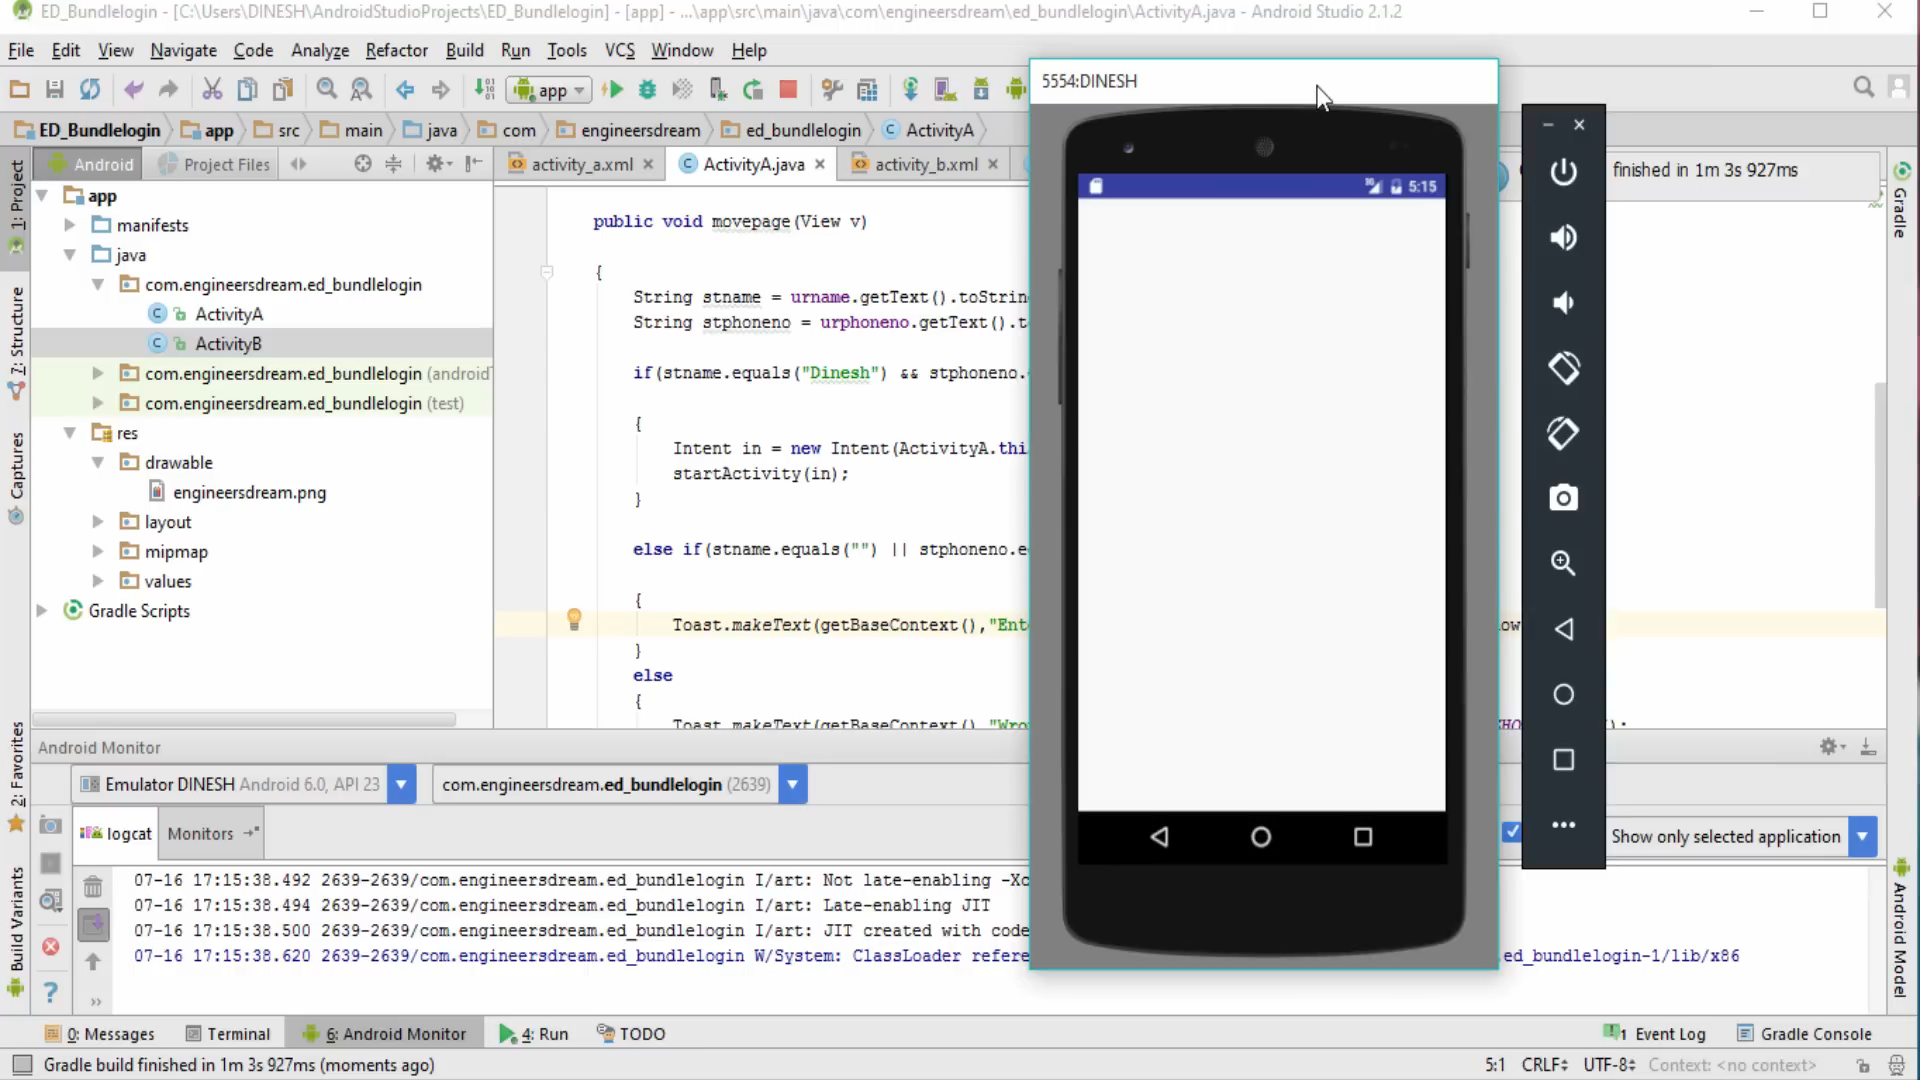 ED_Bundlelogin - [C:\Users\DINESH\AndroidStudioProjects\ED_Bundlelogin] - [app] - ...\app\src\main\java\com\engineersdream\ed_bundlelogin\ActivityA.java - Android Studio 2.1.2
File Edit View Navigate Code Analyze Refactor Build Run Tools VCS Window Help
app
5554:DINESH
ED_Bundlelogin app src main java com engineersdream ed_bundlelogin ActivityA
Android Project Files
activity_a.xml ActivityA.java activity_b.xml
finished in 1m 3s 927ms
5:15
1: Project
7: Structure
Captures
2: Favorites
Build Variants
Gradle
Android Model
app
manifests
java
com.engineersdream.ed_bundlelogin
ActivityA
ActivityB
com.engineersdream.ed_bundlelogin (android
com.engineersdream.ed_bundlelogin (test)
res
drawable
engineersdream.png
layout
mipmap
values
Gradle Scripts
public void movepage(View v)
{
String stname = urname.getText().toStrin
String stphoneno = urphoneno.getText().
if(stname.equals("Dinesh") && stphoneno.
{
Intent in = new Intent(ActivityA.thi
startActivity(in);
}
else if(stname.equals("") || stphoneno.e
{
Toast.makeText(getBaseContext(),"Ent
}
else
{
Toast.makeText(getBaseContext(),"Wro
Android Monitor
Emulator DINESH Android 6.0, API 23
com.engineersdream.ed_bundlelogin (2639)
logcat Monitors
Show only selected application
07-16 17:15:38.492 2639-2639/com.engineersdream.ed_bundlelogin I/art: Not late-enabling -Xc
07-16 17:15:38.494 2639-2639/com.engineersdream.ed_bundlelogin I/art: Late-enabling JIT
07-16 17:15:38.500 2639-2639/com.engineersdream.ed_bundlelogin I/art: JIT created with code
07-16 17:15:38.620 2639-2639/com.engineersdream.ed_bundlelogin W/System: ClassLoader refere
ed_bundlelogin-1/lib/x86
0: Messages Terminal 6: Android Monitor 4: Run TODO
1 Event Log Gradle Console
Gradle build finished in 1m 3s 927ms (moments ago)
5:1 CRLF UTF-8 Context: <no context>